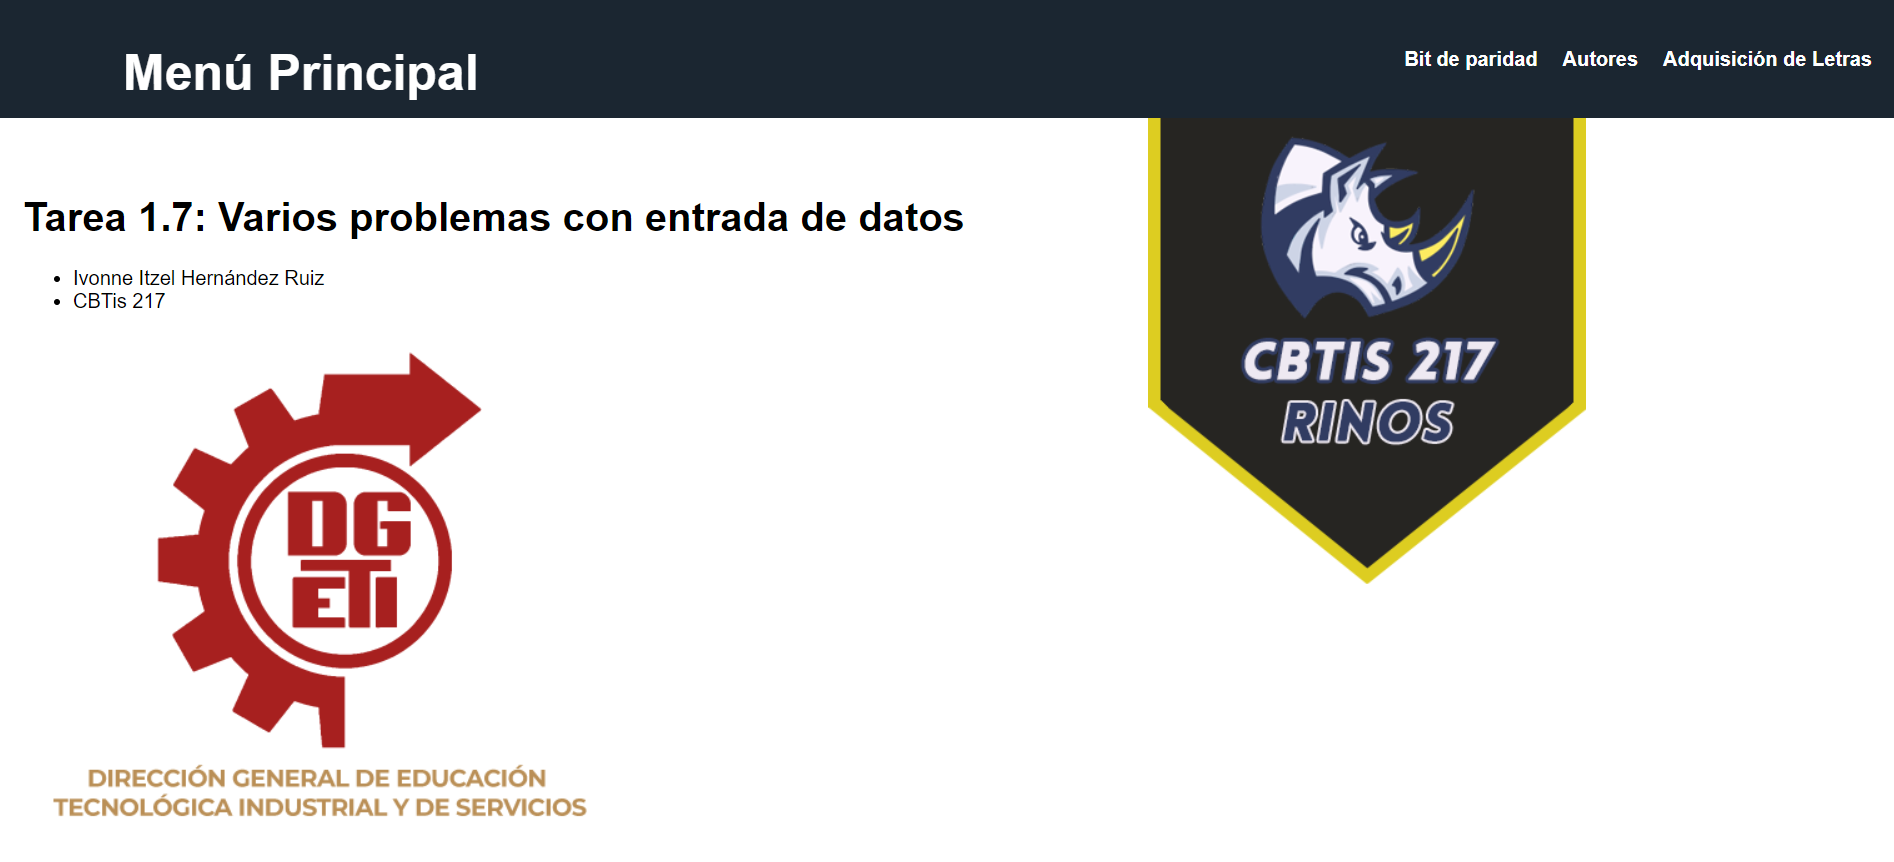 Menú Principal
Bit de paridad
Autores
Adquisición de Letras
Tarea 1.7: Varios problemas con entrada de datos
Ivonne Itzel Hernández Ruiz
CBTis 217
CBTIS 217
RINOS
DG
ETI
DIRECCIÓN GENERAL DE EDUCACIÓN
TECNOLÓGICA INDUSTRIAL Y DE SERVICIOS